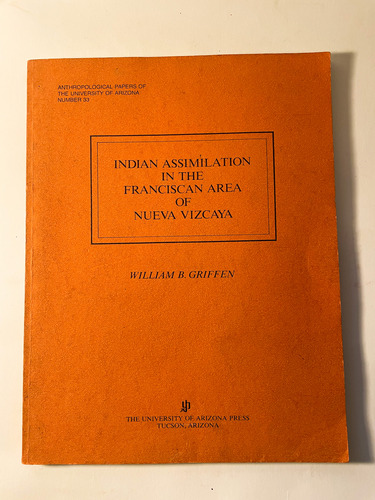 ANTHROPOLOGICAL PAPERS OF
THE UNIVERSITY OF ARIZONA
NUMBER 33
INDIAN ASSIMILATION
IN THE
FRANCISCAN AREA
OF
NUEVA VIZCAYA
WILLIAM B. GRIFFEN
THE UNIVERSITY OF ARIZONA PRESS
TUCSON, ARIZONA